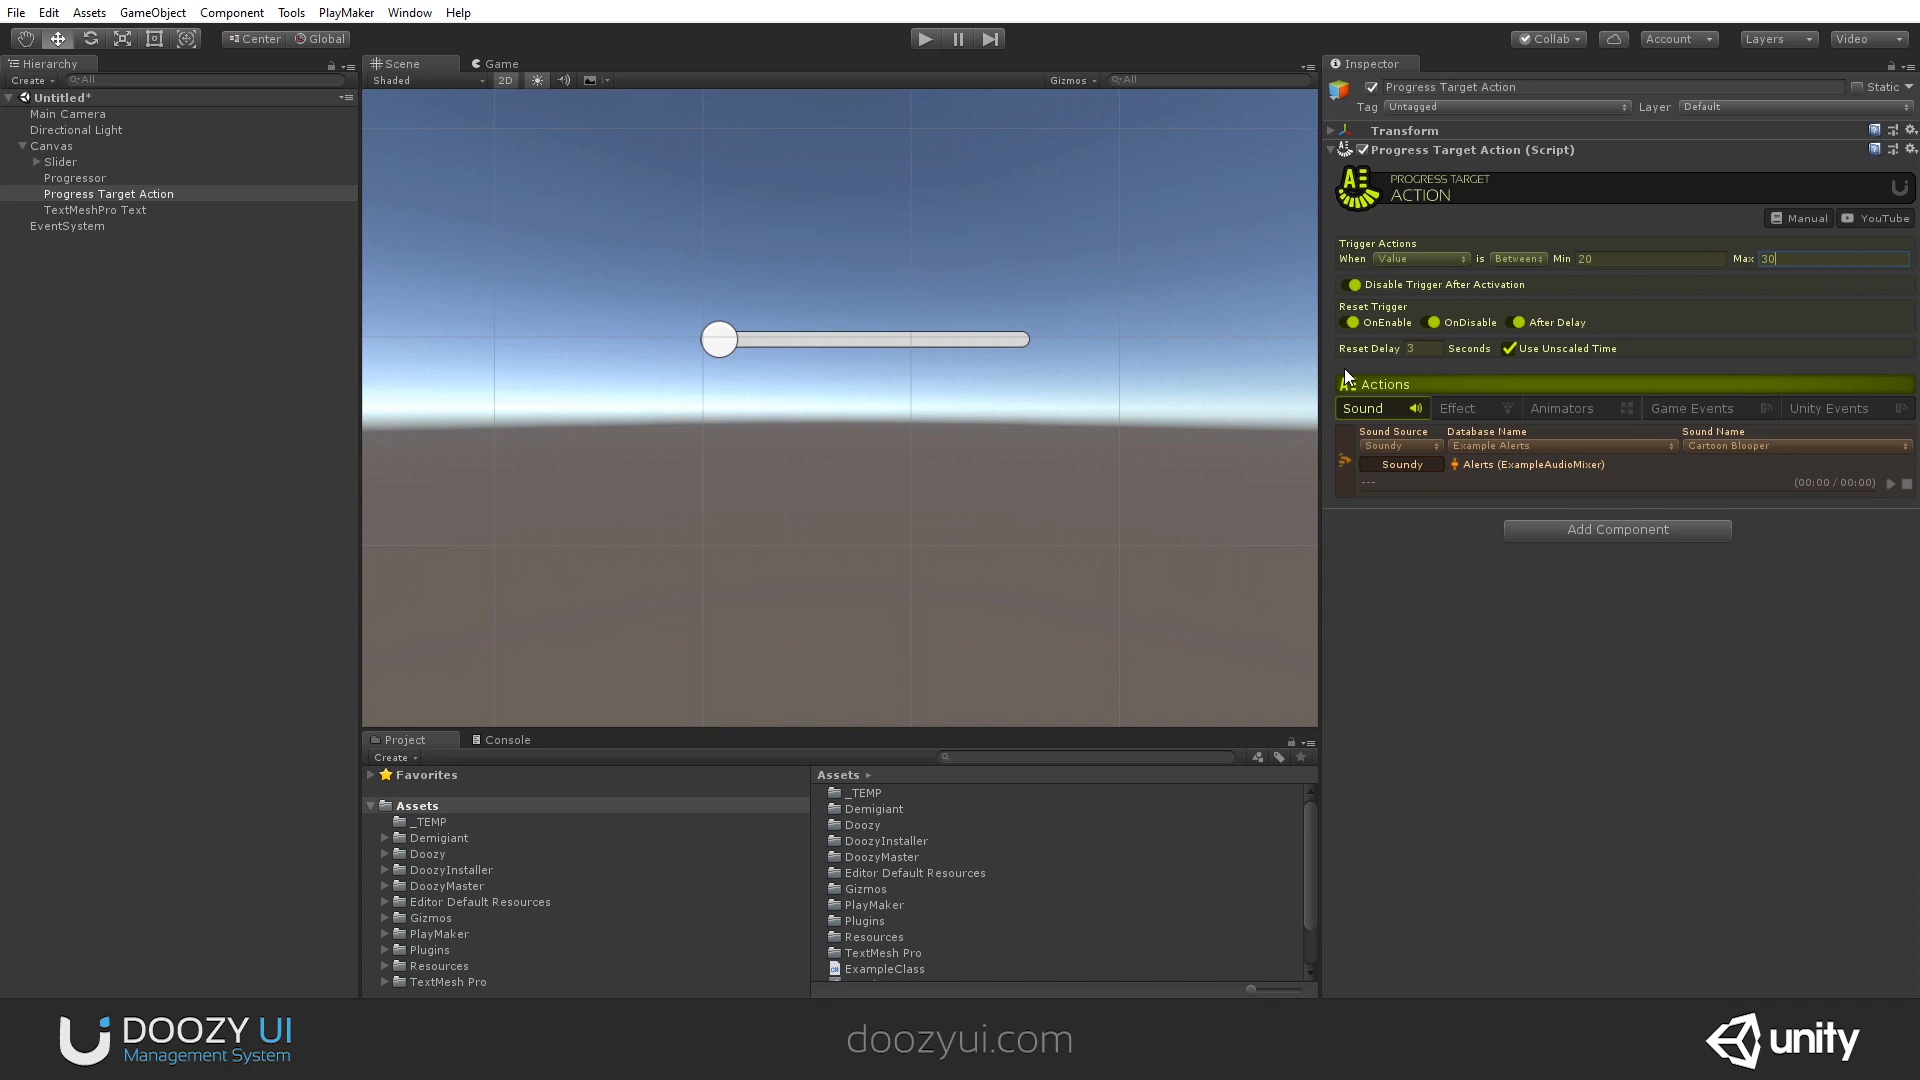 File Edit Assets GameObject Component Tools PlayMaker Window Help
Center Global
Collab Account Layers Video
Hierarchy
Create All
Untitled*
Main Camera
Directional Light
Canvas
Slider
Progressor
Progress Target Action
TextMeshPro Text
EventSystem
Scene Game
Shaded 2D Gizmos All
Project Console
Create
Favorites
Assets
_TEMP
Demigiant
Doozy
DoozyInstaller
DoozyMaster
Editor Default Resources
Gizmos
PlayMaker
Plugins
Resources
TextMesh Pro
Assets
_TEMP
Demigiant
Doozy
DoozyInstaller
DoozyMaster
Editor Default Resources
Gizmos
PlayMaker
Plugins
Resources
TextMesh Pro
ExampleClass
Inspector
Progress Target Action Static
Tag Untagged Layer Default
Transform
Progress Target Action (Script)
PROGRESS TARGET
ACTION
Manual YouTube
Trigger Actions
When Value is Between Min 20 Max 30
Disable Trigger After Activation
Reset Trigger
OnEnable OnDisable After Delay
Reset Delay 3 Seconds Use Unscaled Time
Actions
Sound Effect Animators Game Events Unity Events
Sound Source Database Name Sound Name
Soundy Example Alerts Cartoon Blooper
Soundy Alerts (ExampleAudioMixer)
--- (00:00 / 00:00)
Add Component
DOOZY UI
Management System
doozyui.com
unity